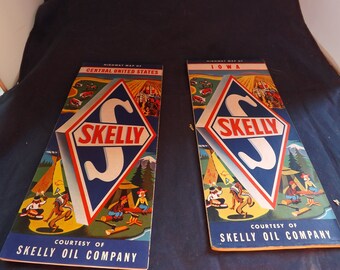 HIGHWAY MAP OF
CENTRAL UNITED STATES
S
SKELLY
COURTESY OF
SKELLY OIL COMPANY
HIGHWAY MAP OF
IOWA
S
SKELLY
COURTESY OF
SKELLY OIL COMPANY